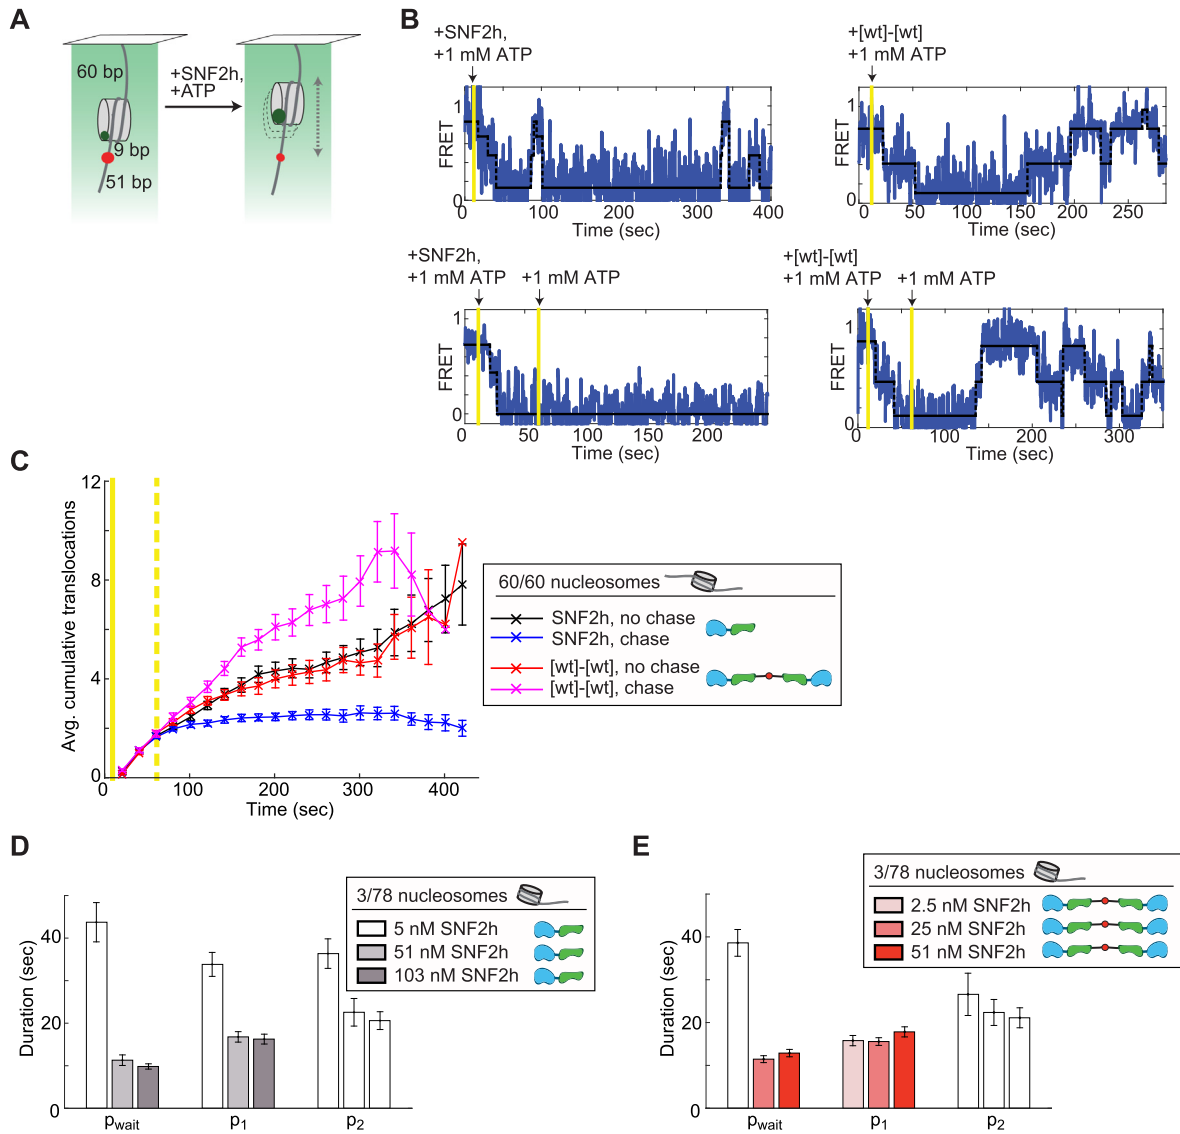 A
60 bp
9 bp
51 bp
+SNF2h,
+ATP
B
+SNF2h,
+1 mM ATP
FRET
1
0
0
100
200
300
400
Time (sec)
+[wt]-[wt]
+1 mM ATP
FRET
1
0
0
50
100
150
200
250
Time (sec)
+SNF2h,
+1 mM ATP
+1 mM ATP
FRET
1
0
0
50
100
150
200
Time (sec)
+[wt]-[wt]
+1 mM ATP
+1 mM ATP
FRET
1
0
0
100
200
300
Time (sec)
C
Avg. cumulative translocations
12
8
4
0
0
100
200
300
400
Time (sec)
60/60 nucleosomes
SNF2h, no chase
SNF2h, chase
[wt]-[wt], no chase
[wt]-[wt], chase
D
Duration (sec)
40
20
0
pwait
p1
p2
3/78 nucleosomes
5 nM SNF2h
51 nM SNF2h
103 nM SNF2h
E
Duration (sec)
40
20
0
pwait
p1
p2
3/78 nucleosomes
2.5 nM SNF2h
25 nM SNF2h
51 nM SNF2h